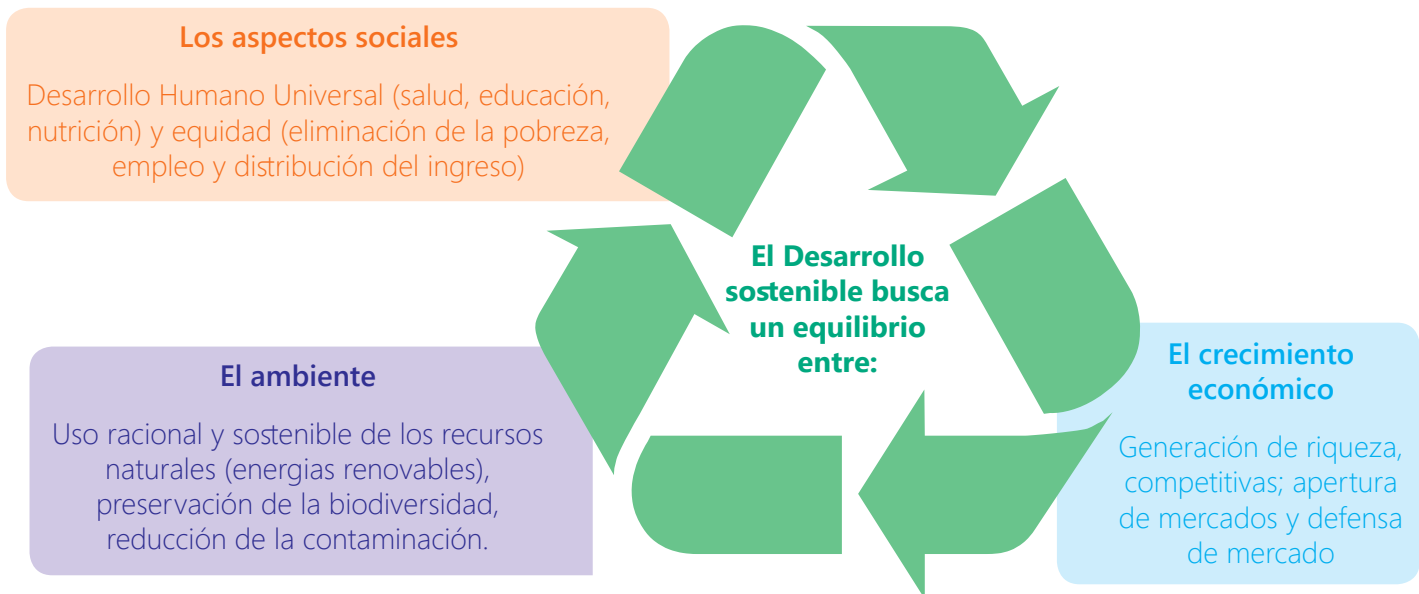 Los aspectos sociales
Desarrollo Humano Universal (salud, educación,
nutrición) y equidad (eliminación de la pobreza,
empleo y distribución del ingreso)
El Desarrollo
sostenible busca
un equilibrio
entre:
El ambiente
Uso racional y sostenible de los recursos
naturales (energias renovables),
preservación de la biodiversidad,
reducción de la contaminación.
El crecimiento
económico
Generación de riqueza,
competitivas; apertura
de mercados y defensa
de mercado